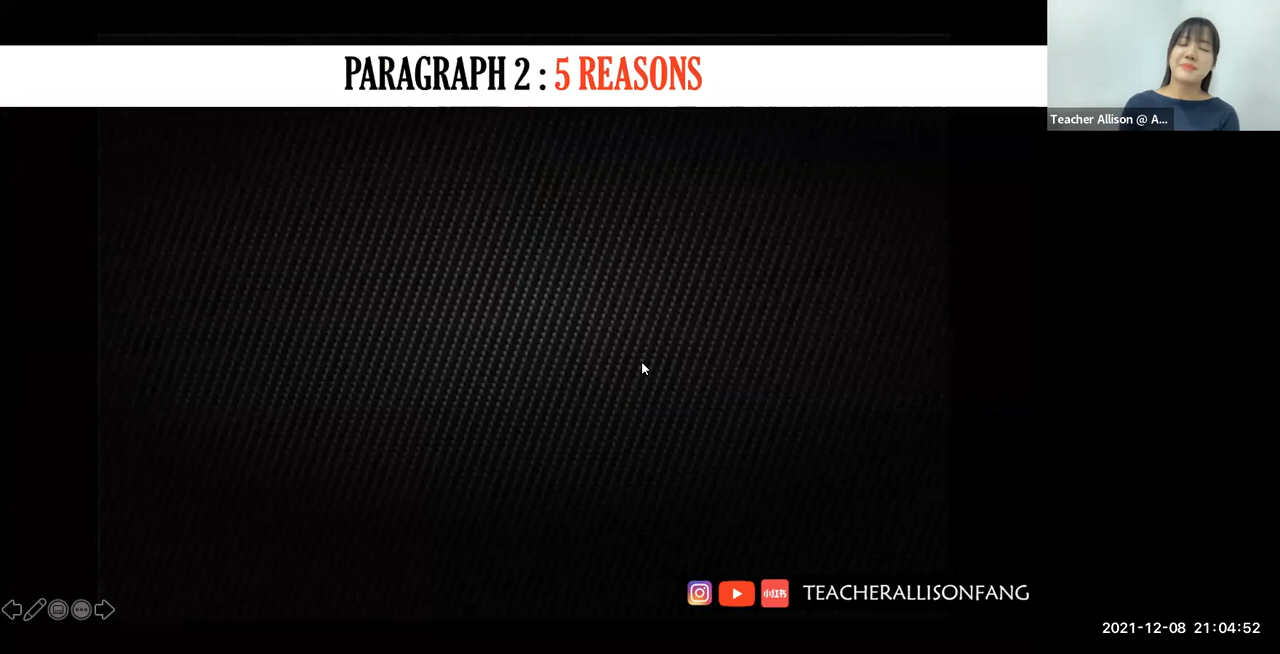 PARAGRAPH 2 : 5 REASONS
Teacher Allison @ A...
小红书
TEACHERALLISONFANG
2021-12-08 21:04:52